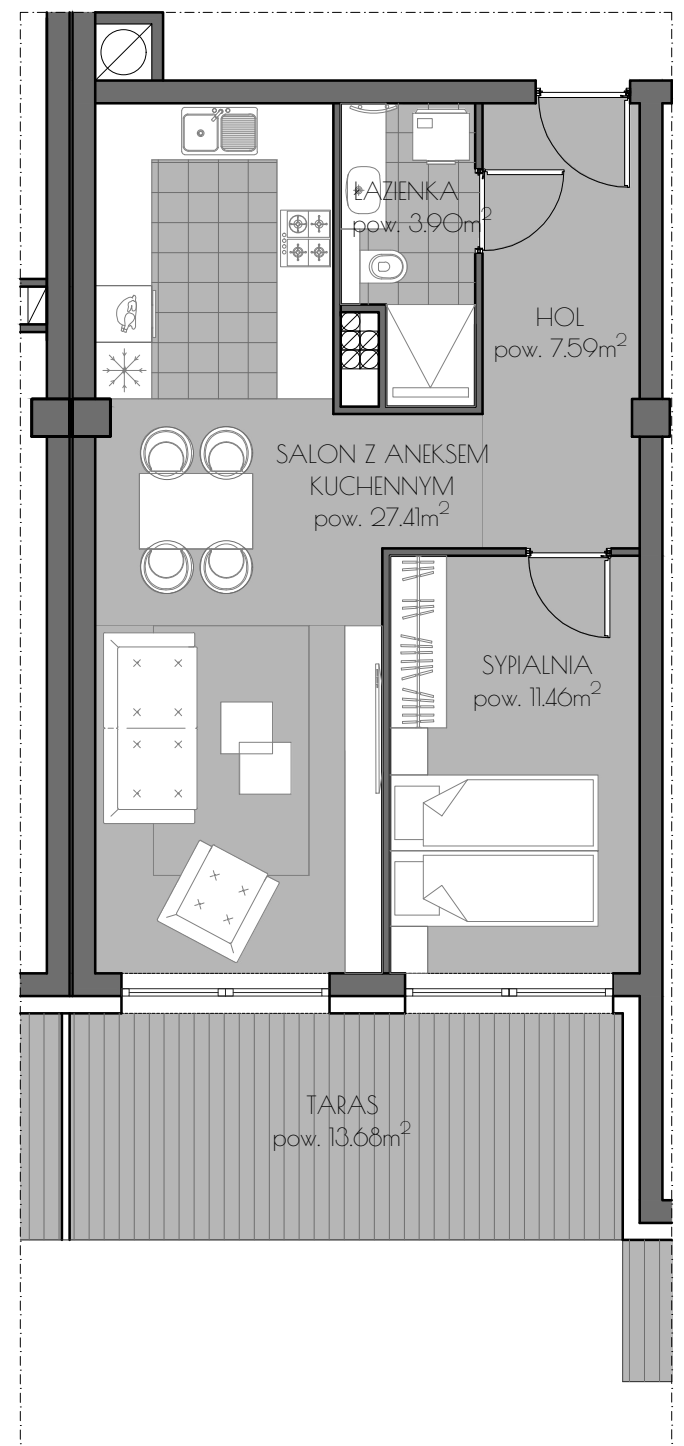 ŁAZIENKA
pow. 3.90m²
HOL
pow. 7.59m²
SALON Z ANEKSEM
KUCHENNYM
pow. 27.41m²
SYPIALNIA
pow. 11.46m²
TARAS
pow. 13.68m²